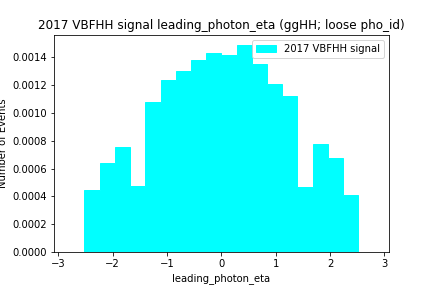 2017 VBFHH signal leading_photon_eta (ggHH; loose pho_id)
2017 VBFHH signal
Number of Events
0.0014
0.0012
0.0010
0.0008
0.0006
0.0004
0.0002
0.0000
−3 −2 −1 0 1 2 3
leading_photon_eta